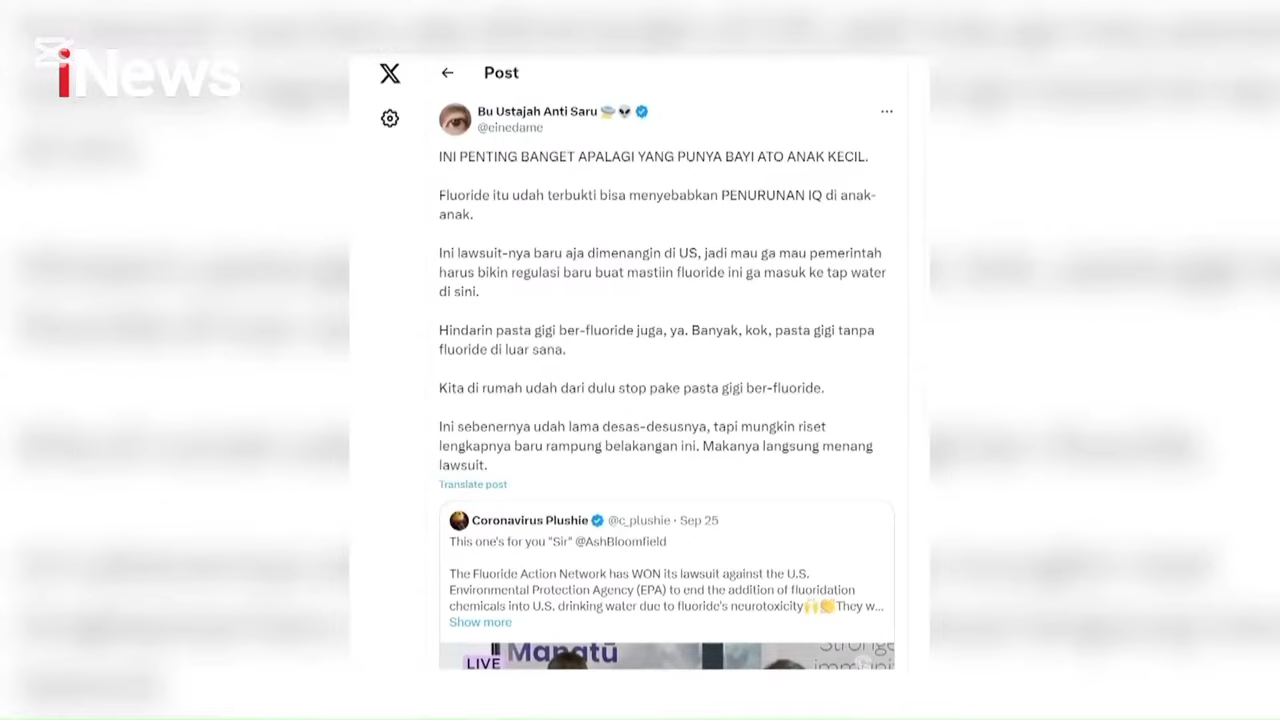 iNews
Post
Bu Ustajah Anti Saru
@einedame
INI PENTING BANGET APALAGI YANG PUNYA BAYI ATO ANAK KECIL.
Fluoride itu udah terbukti bisa menyebabkan PENURUNAN IQ di anak-
anak.
Ini lawsuit-nya baru aja dimenangin di US, jadi mau ga mau pemerintah
harus bikin regulasi baru buat mastiin fluoride ini ga masuk ke tap water
di sini.
Hindarin pasta gigi ber-fluoride juga, ya. Banyak, kok, pasta gigi tanpa
fluoride di luar sana.
Kita di rumah udah dari dulu stop pake pasta gigi ber-fluoride.
Ini sebenernya udah lama desas-desusnya, tapi mungkin riset
lengkapnya baru rampung belakangan ini. Makanya langsung menang
lawsuit.
Translate post
Coronavirus Plushie @c_plushie · Sep 25
This one's for you "Sir" @AshBloomfield
The Fluoride Action Network has WON its lawsuit against the U.S.
Environmental Protection Agency (EPA) to end the addition of fluoridation
chemicals into U.S. drinking water due to fluoride's neurotoxicity🙌👏They w...
Show more
LIVE
Manatū